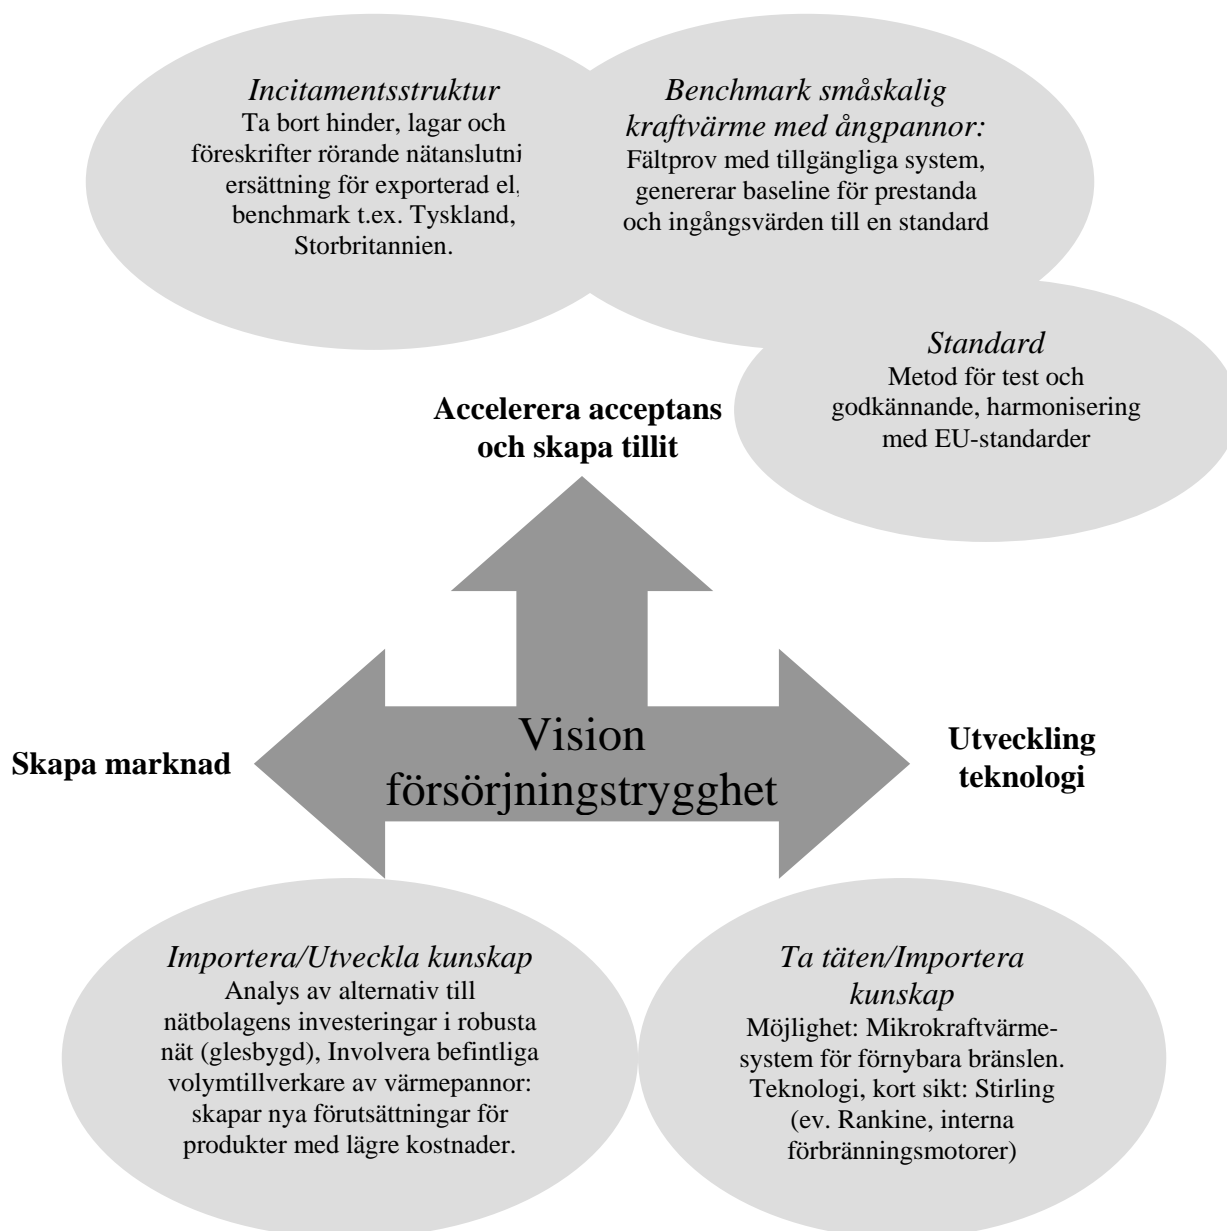 Incitamentsstruktur
Ta bort hinder, lagar och
föreskrifter rörande
ersättning för exporterad el,
benchmark t.ex. Tyskland,
Storbritannien.
Benchmark småskalig
kraftvärme med ångpannor:
Fältprov med tillgängliga system,
genererar baseline för prestanda
och ingångsvärden till en standard
Standard
Metod för test och
godkännande, harmonisering
med EU-standarder
Accelerera acceptans
och skapa tillit
Skapa marknad
Vision
försörjningstrygghet
Utveckling
teknologi
Importera/Utveckla kunskap
Analys av alternativ till
nätbolagens investeringar i robusta
nät (glesbygd), Involvera befintliga
volymtillverkare av värmepannor:
skapar nya förutsättningar för
produkter med lägre kostnader.
Ta täten/Importera
kunskap
Möjlighet: Mikrokraftvärme-
system för förnybara bränslen.
Teknologi, kort sikt: Stirling
(ev. Rankine, interna
förbränningsmotorer)